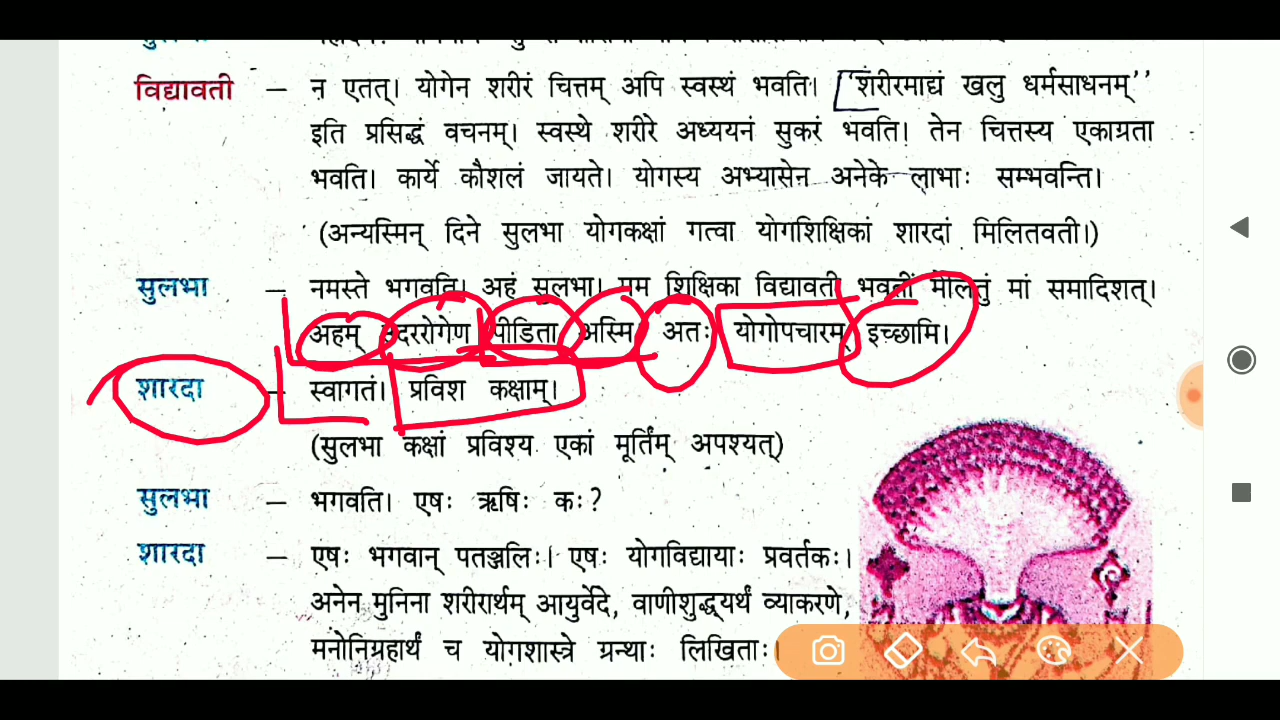 विद्यावती – न एतत्। योगेन शरीरं चित्तम् अपि स्वस्थं भवति। "शरीरमाद्यं खलु धर्मसाधनम्"
इति प्रसिद्धं वचनम्। स्वस्थे शरीरे अध्ययनं सुकरं भवति। तेन चित्तस्य एकाग्रता
भवति। कार्ये कौशलं जायते। योगस्य अभ्यासेन अनेके लाभाः सम्भवन्ति।
(अन्यस्मिन् दिने सुलभा योगकक्षां गत्वा योगशिक्षिकां शारदां मिलितवती।)
सुलभा – नमस्ते भगवति। अहं सुलभा। मम शिक्षिका विद्यावती भवतीं मेलितुं मां समादिशत्।
अहम् उदररोगेण पीडिता अस्मि अतः योगोपचारम् इच्छामि।
शारदा – स्वागतं। प्रविश कक्षाम्।
(सुलभा कक्षां प्रविश्य एकां मूर्तिंम् अपश्यत्)
सुलभा – भगवति। एषः ऋषिः कः?
शारदा – एषः भगवान् पतञ्जलिः। एषः योगविद्यायाः प्रवर्तकः।
अनेन मुनिना शरीरार्थम् आयुर्वेदे, वाणीशुद्ध्यर्थं व्याकरणे,
मनोनिग्रहार्थं च योगशास्त्रे ग्रन्थाः लिखिताः।